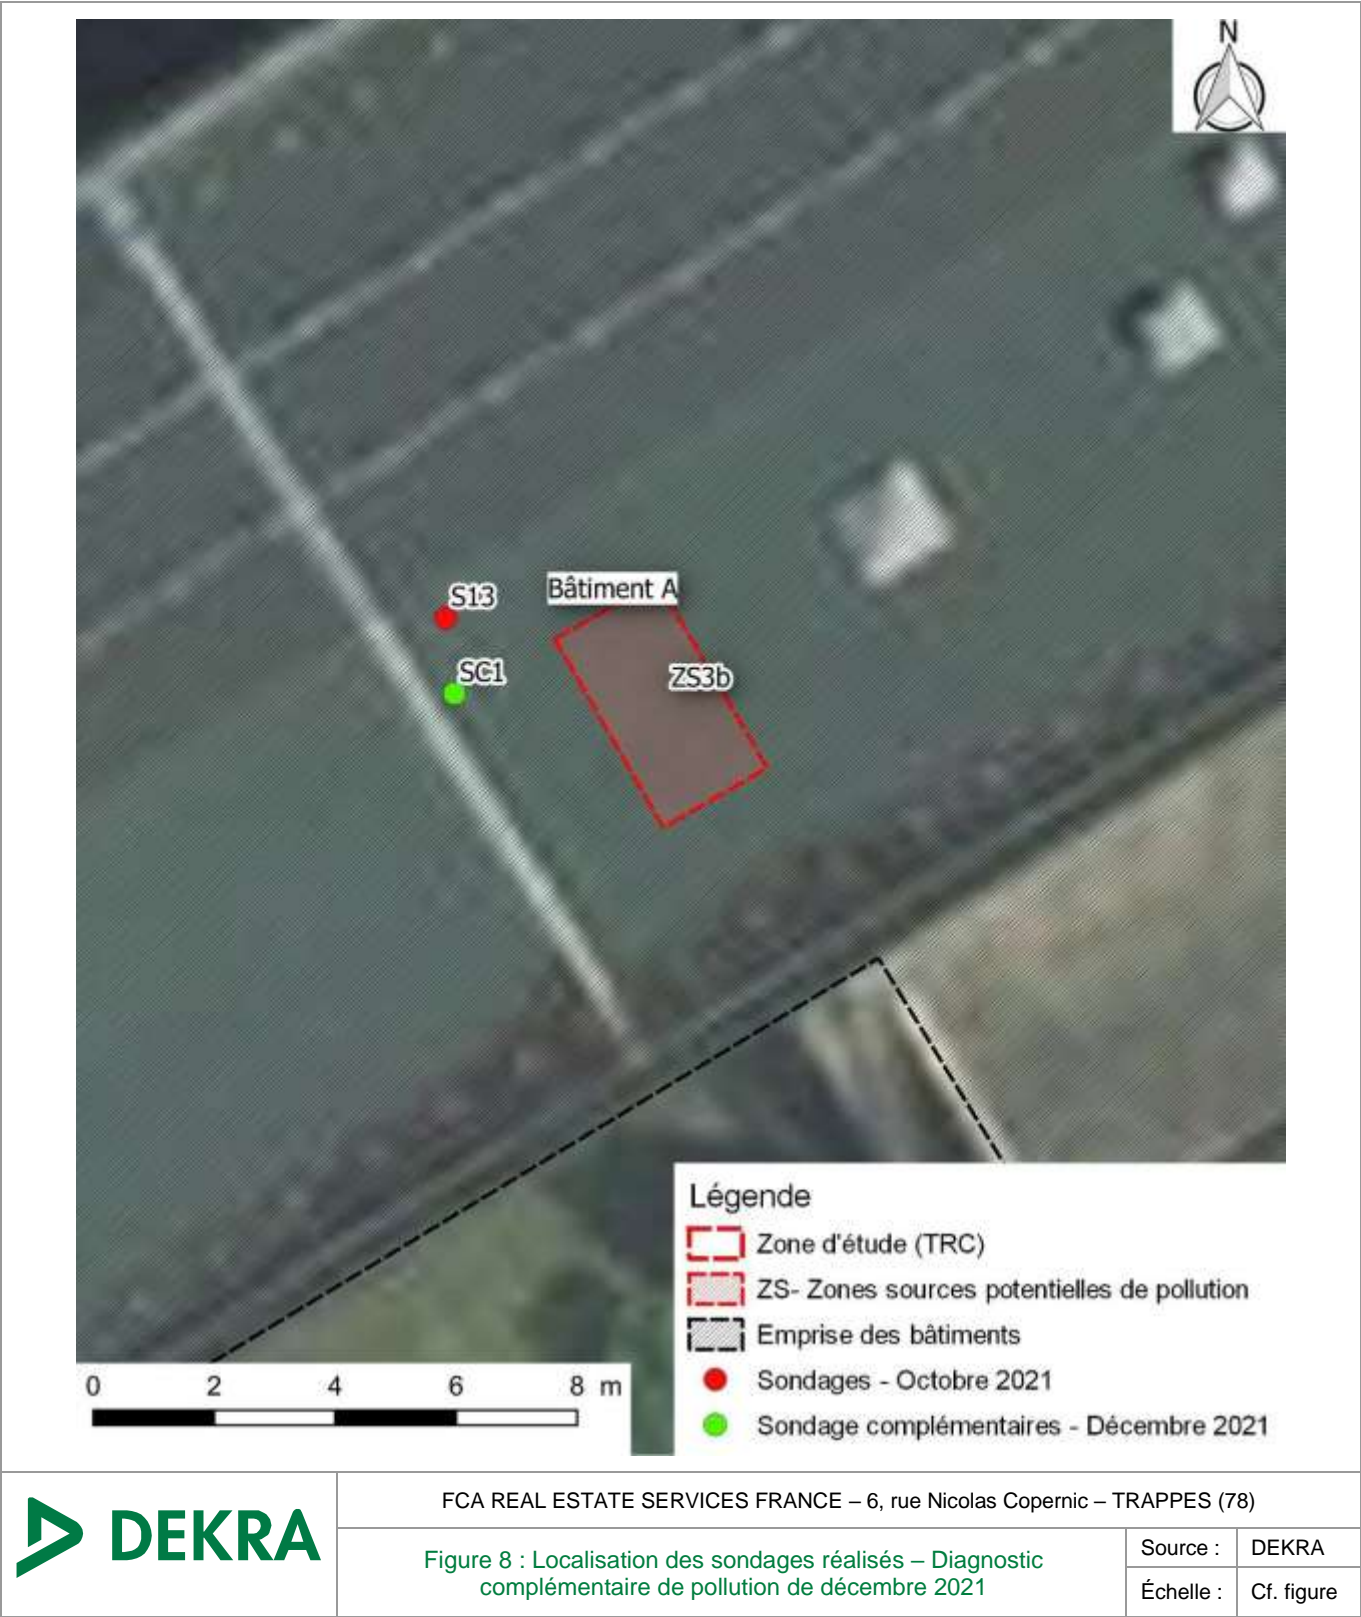 N
S13
Bâtiment A
SC1
ZS3b
Légende
Zone d'étude (TRC)
ZS- Zones sources potentielles de pollution
Emprise des bâtiments
Sondages - Octobre 2021
Sondage complémentaires - Décembre 2021
0 2 4 6 8 m
DEKRA
FCA REAL ESTATE SERVICES FRANCE – 6, rue Nicolas Copernic – TRAPPES (78)
Figure 8 : Localisation des sondages réalisés – Diagnostic
complémentaire de pollution de décembre 2021
Source : DEKRA
Échelle : Cf. figure